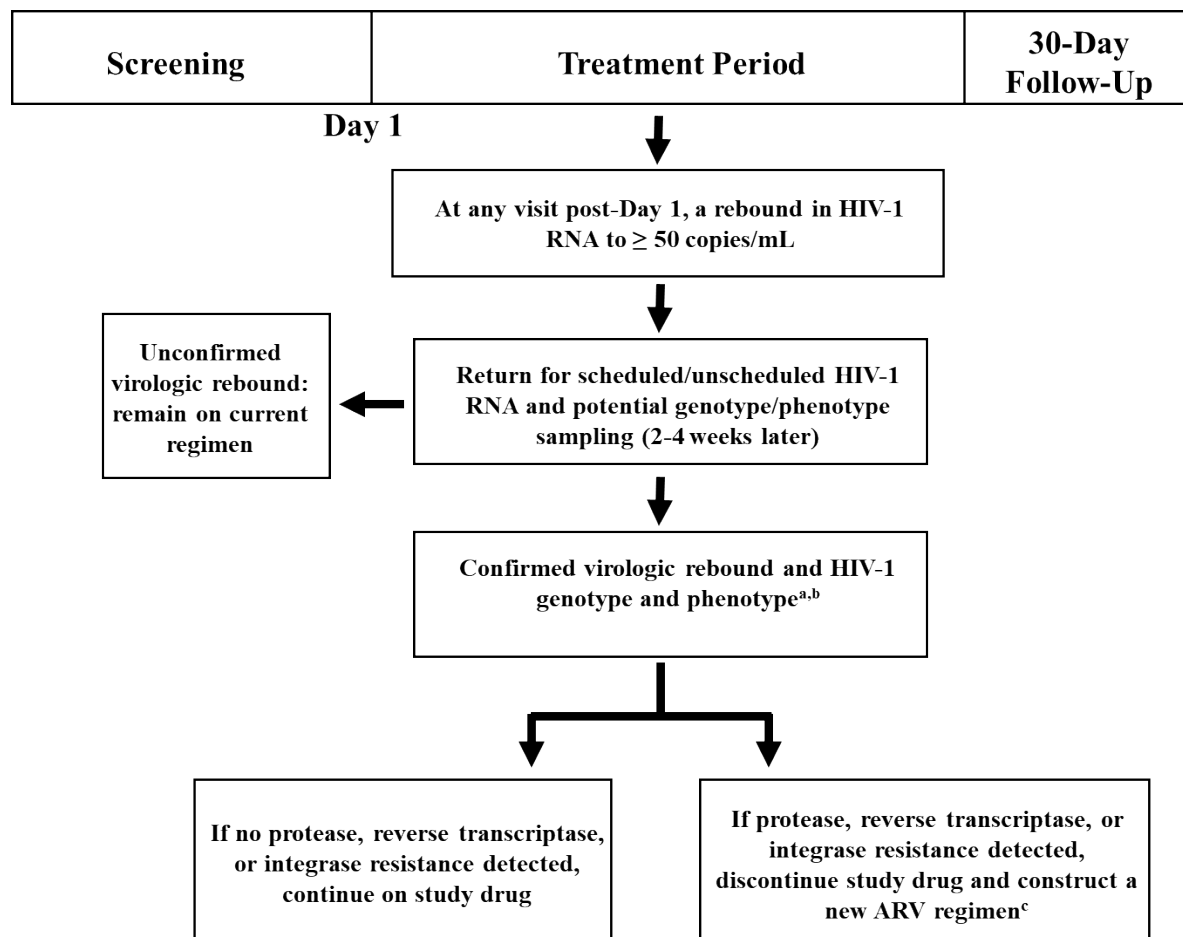 Screening
Treatment Period
30-Day
Follow-Up
Day 1
At any visit post-Day 1, a rebound in HIV-1
RNA to ≥ 50 copies/mL
Unconfirmed
virologic rebound:
remain on current
regimen
Return for scheduled/unscheduled HIV-1
RNA and potential genotype/phenotype
sampling (2-4 weeks later)
Confirmed virologic rebound and HIV-1
genotype and phenotypeᵃ,ᵇ
If no protease, reverse transcriptase,
or integrase resistance detected,
continue on study drug
If protease, reverse transcriptase, or
integrase resistance detected,
discontinue study drug and construct a
new ARV regimenᶜ